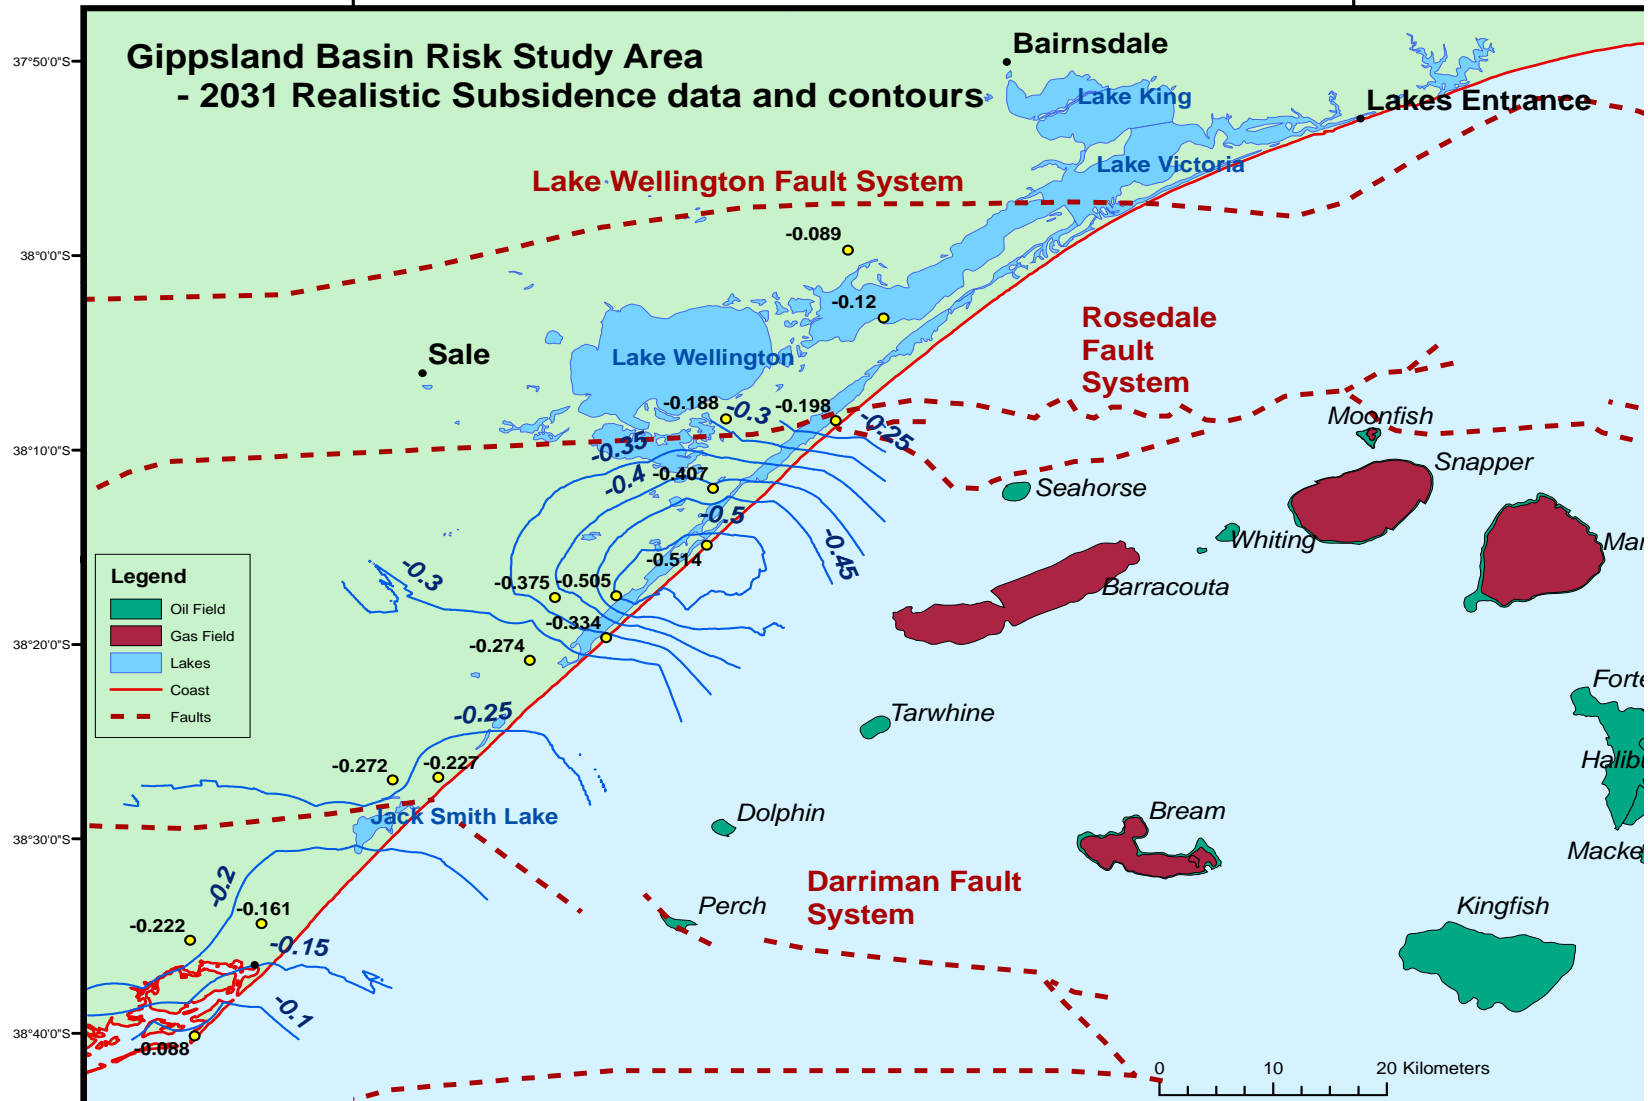 Gippsland Basin Risk Study Area
- 2031 Realistic Subsidence data and contours
Bairnsdale
Lakes Entrance
Lake King
Lake Victoria
Lake Wellington Fault System
37°50'0"S
38°0'0"S
38°10'0"S
38°20'0"S
38°30'0"S
38°40'0"S
-0.089
-0.12
Sale
Lake Wellington
Rosedale
Fault
System
-0.188
-0.3
-0.198
-0.25
-0.35
-0.4
-0.407
-0.5
-0.45
-0.514
-0.3
-0.375
-0.505
-0.334
-0.274
-0.25
-0.272
-0.227
Jack Smith Lake
-0.2
-0.222
-0.161
-0.15
-0.1
-0.088
Moonfish
Snapper
Seahorse
Whiting
Mar
Barracouta
Tarwhine
Forte
Halibu
Dolphin
Bream
Macke
Perch
Darriman Fault
System
Kingfish
Legend
Oil Field
Gas Field
Lakes
Coast
Faults
0 10 20 Kilometers